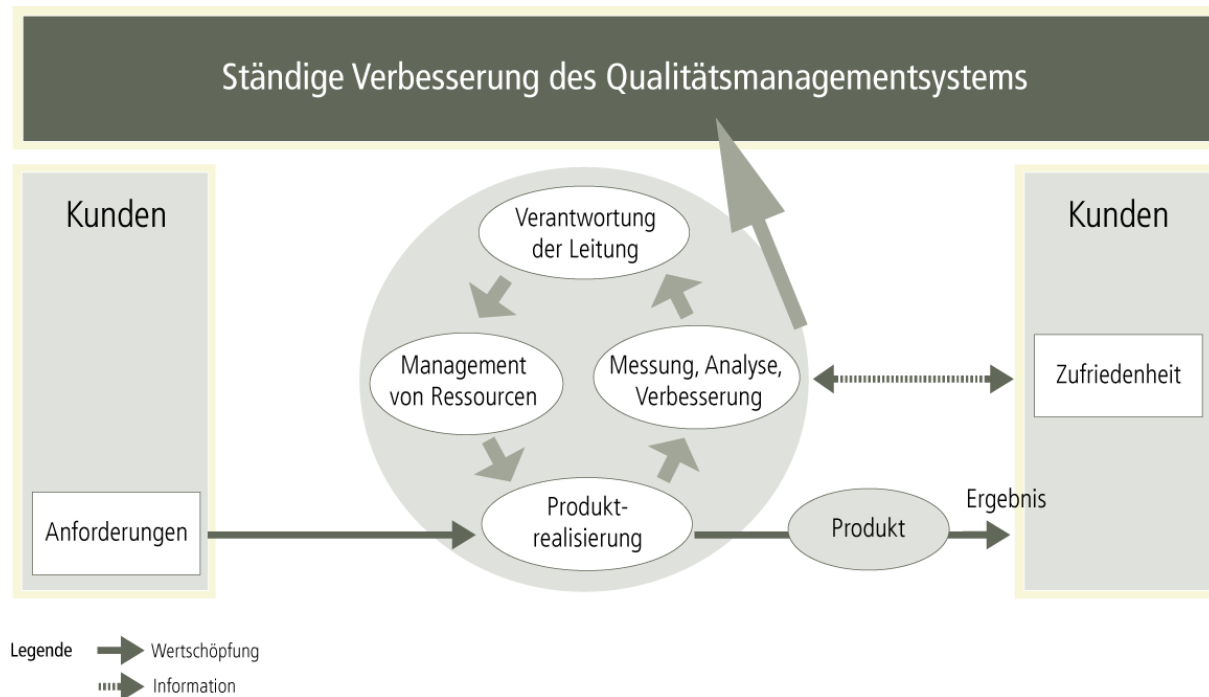 Ständige Verbesserung des Qualitätsmanagementsystems
Kunden
Kunden
Verantwortung
der Leitung
Management
von Ressourcen
Messung, Analyse,
Verbesserung
Zufriedenheit
Anforderungen
Produkt-
realisierung
Produkt
Ergebnis
Legende
Wertschöpfung
Information